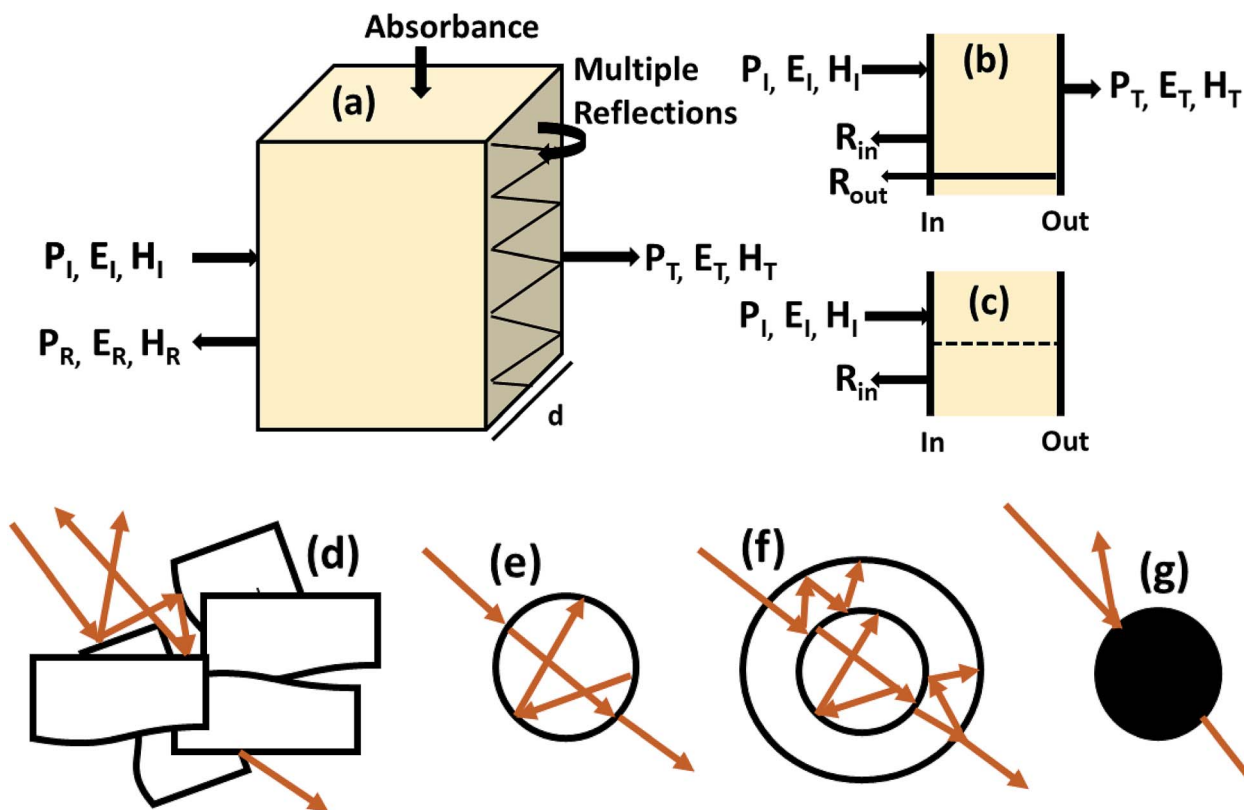 Absorbance
(a)
Multiple
Reflections
P_I, E_I, H_I
P_R, E_R, H_R
P_T, E_T, H_T
d
(b)
P_I, E_I, H_I
P_T, E_T, H_T
R_in
R_out
In Out
(c)
P_I, E_I, H_I
R_in
In Out
(d)
(e)
(f)
(g)